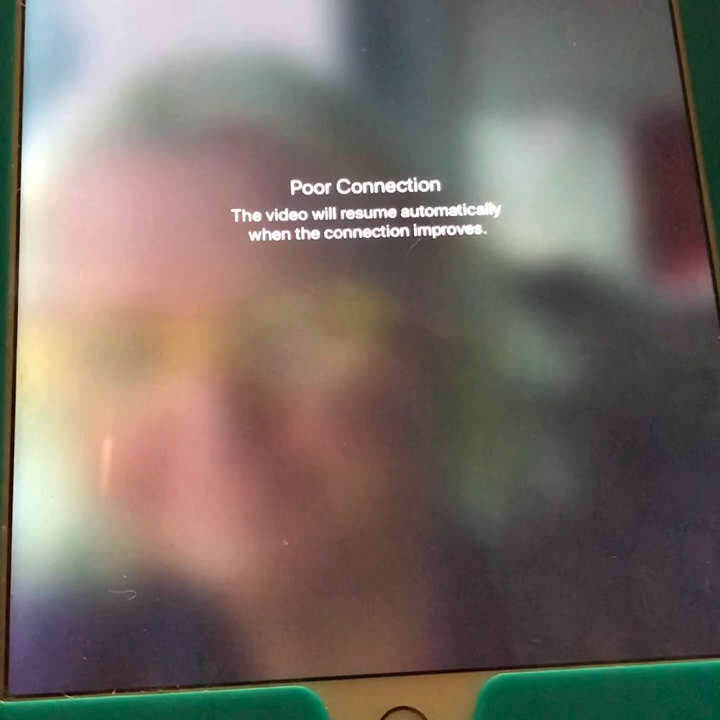 Poor Connection
The video will resume automatically
when the connection improves.